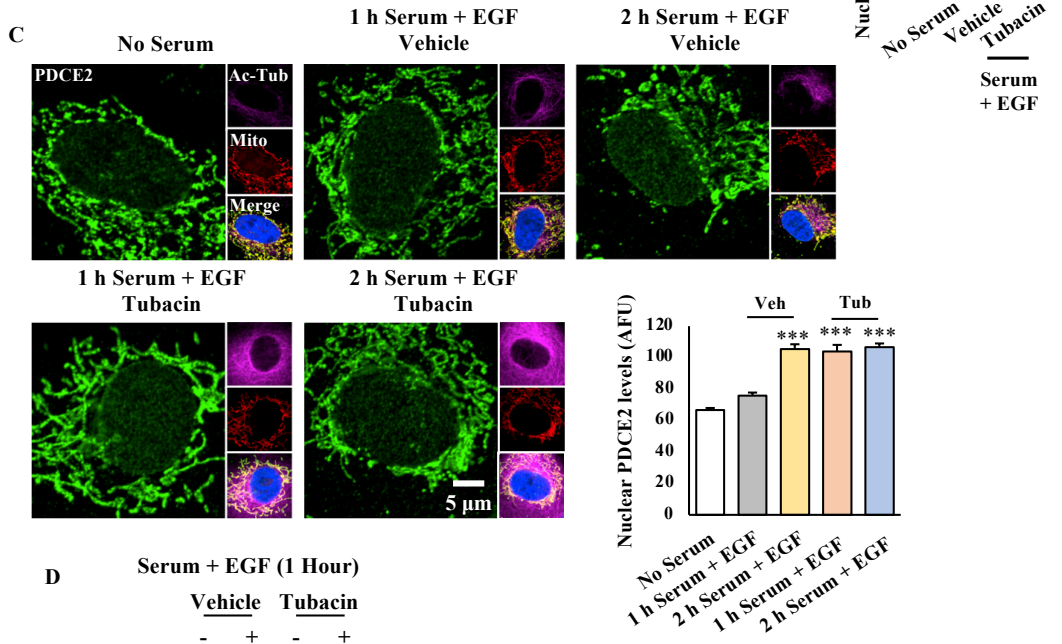 C
No Serum
1 h Serum + EGF
Vehicle
2 h Serum + EGF
Vehicle
PDCE2
Ac-Tub
Mito
Merge
1 h Serum + EGF
Tubacin
2 h Serum + EGF
Tubacin
5 µm
No Serum
Vehicle
Tubacin
Serum
+ EGF
Nuclear PDCE2 levels (AFU)
Veh
Tub
120
100
80
60
40
20
0
*** *** ***
No Serum
1 h Serum + EGF
2 h Serum + EGF
1 h Serum + EGF
2 h Serum + EGF
D
Serum + EGF (1 Hour)
Vehicle Tubacin
- + - +